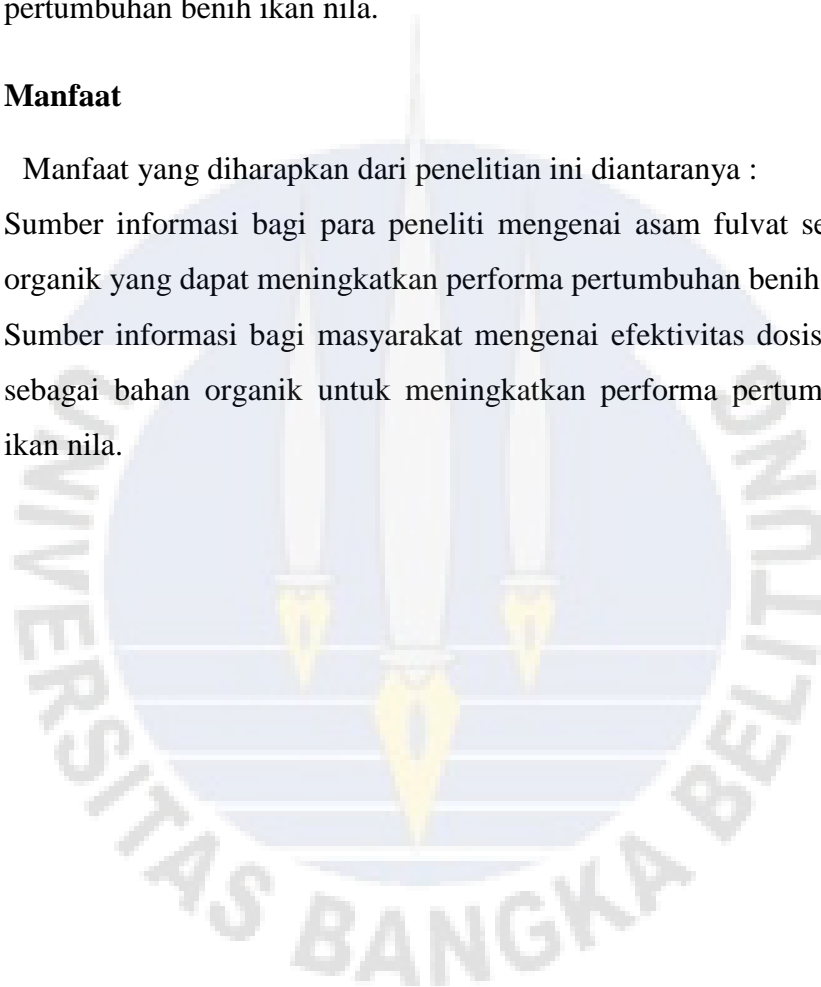 pertumbuhan benih ikan nila.
Manfaat
Manfaat yang diharapkan dari penelitian ini diantaranya :
Sumber informasi bagi para peneliti mengenai asam fulvat se
organik yang dapat meningkatkan performa pertumbuhan benih
Sumber informasi bagi masyarakat mengenai efektivitas dosis
sebagai bahan organik untuk meningkatkan performa pertum
ikan nila.
UNIVERSITAS BANGKA BELITUNG